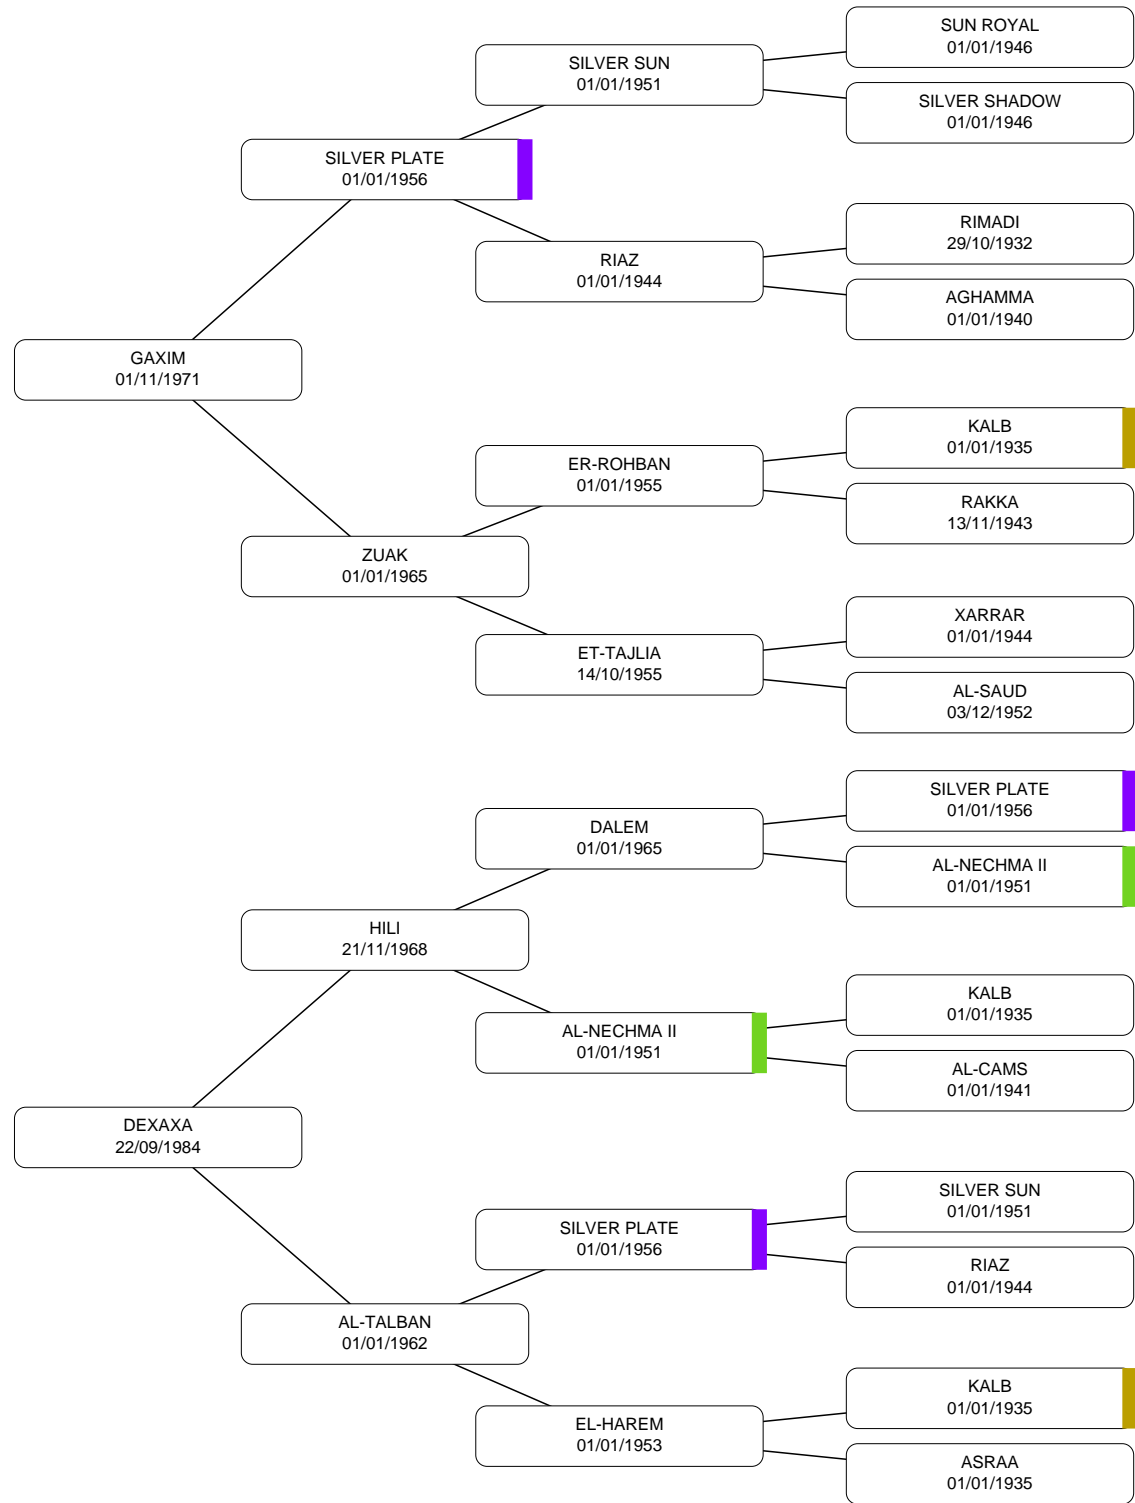 SUN ROYAL
01/01/1946
SILVER SUN
01/01/1951
SILVER SHADOW
01/01/1946
SILVER PLATE
01/01/1956
RIMADI
29/10/1932
RIAZ
01/01/1944
AGHAMMA
01/01/1940
GAXIM
01/11/1971
KALB
01/01/1935
ER-ROHBAN
01/01/1955
RAKKA
13/11/1943
ZUAK
01/01/1965
XARRAR
01/01/1944
ET-TAJLIA
14/10/1955
AL-SAUD
03/12/1952
SILVER PLATE
01/01/1956
DALEM
01/01/1965
AL-NECHMA II
01/01/1951
HILI
21/11/1968
KALB
01/01/1935
AL-NECHMA II
01/01/1951
AL-CAMS
01/01/1941
DEXAXA
22/09/1984
SILVER SUN
01/01/1951
SILVER PLATE
01/01/1956
RIAZ
01/01/1944
AL-TALBAN
01/01/1962
KALB
01/01/1935
EL-HAREM
01/01/1953
ASRAA
01/01/1935